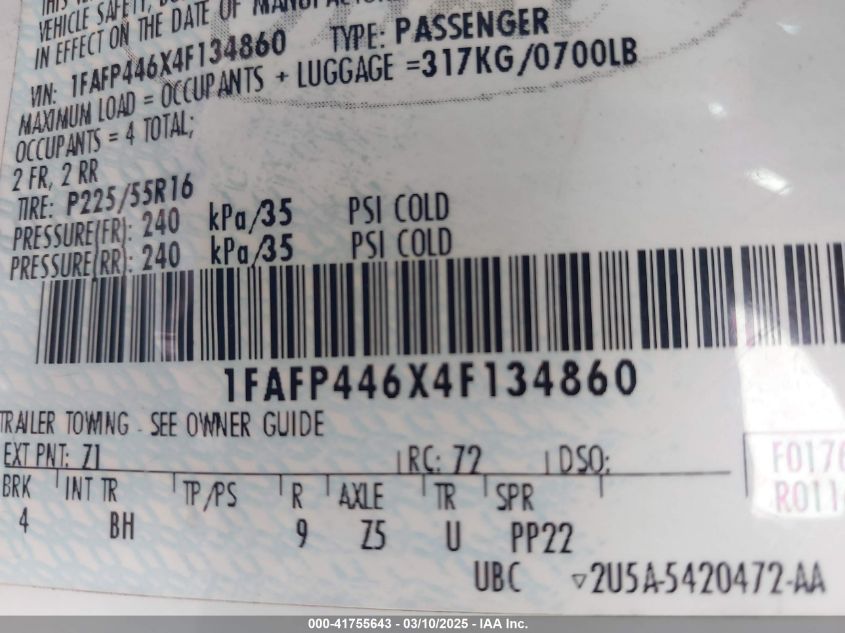 VEHICLE SAFETY,
IN EFFECT ON THE DATE OF
VIN: 1FAFP446X4F134860 TYPE: PASSENGER
MAXIMUM LOAD = OCCUPANTS + LUGGAGE =317KG/0700LB
OCCUPANTS = 4 TOTAL;
2 FR, 2 RR
TIRE: P225/55R16
PRESSURE(FR): 240 kPa/35 PSI COLD
PRESSURE(RR): 240 kPa/35 PSI COLD
1FAFP446X4F134860
TRAILER TOWING - SEE OWNER GUIDE
EXT PNT: Z1 RC: 72 DSO:
F0176
BRK INT TR TP/PS R AXLE TR SPR
R011
4 BH 9 Z5 U PP22
UBC ▽2U5A-5420472-AA
000-41755643 - 03/10/2025 - IAA Inc.